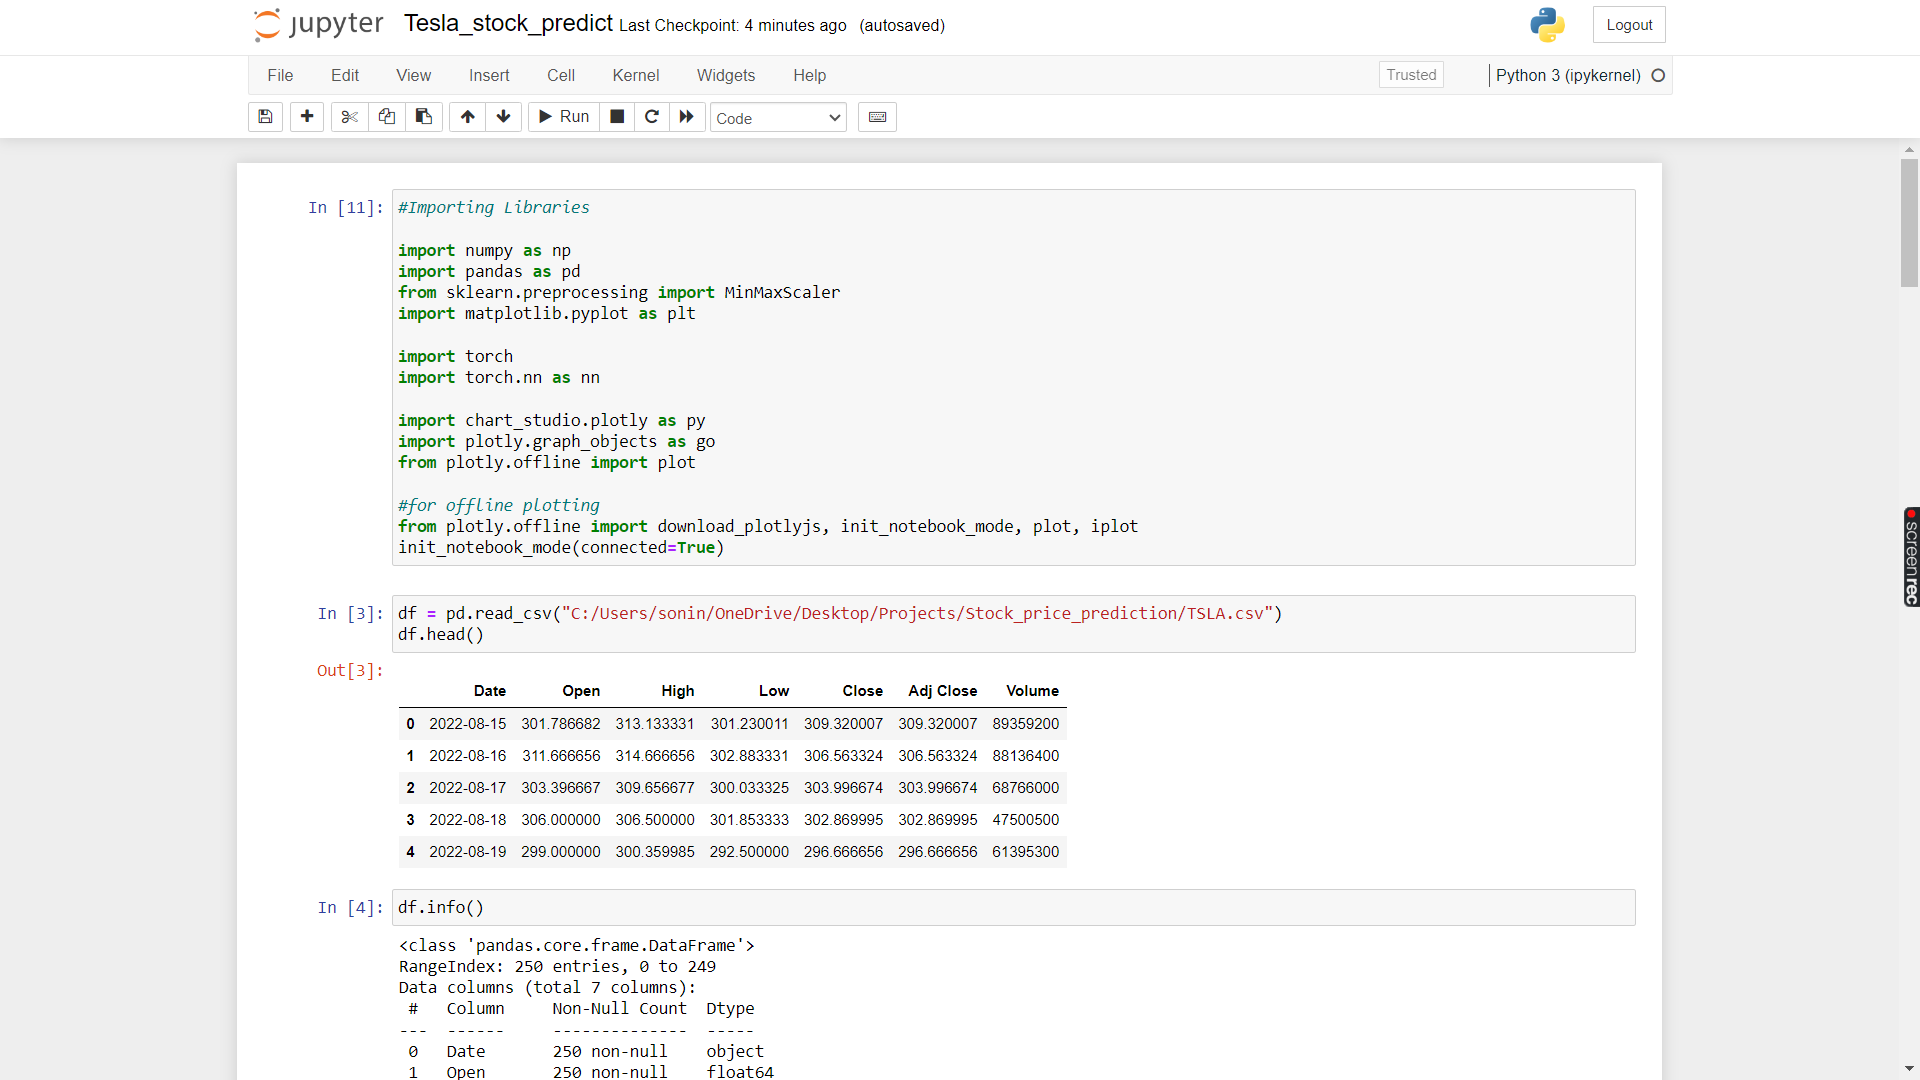 jupyter Tesla_stock_predict Last Checkpoint: 4 minutes ago (autosaved)
Logout
File Edit View Insert Cell Kernel Widgets Help Trusted Python 3 (ipykernel)
Run Code
In [11]: #Importing Libraries
import numpy as np
import pandas as pd
from sklearn.preprocessing import MinMaxScaler
import matplotlib.pyplot as plt
import torch
import torch.nn as nn
import chart_studio.plotly as py
import plotly.graph_objects as go
from plotly.offline import plot
#for offline plotting
from plotly.offline import download_plotlyjs, init_notebook_mode, plot, iplot
init_notebook_mode(connected=True)
In [3]: df = pd.read_csv("C:/Users/sonin/OneDrive/Desktop/Projects/Stock_price_prediction/TSLA.csv")
df.head()
Out[3]:
Date Open High Low Close Adj Close Volume
0 2022-08-15 301.786682 313.133331 301.230011 309.320007 309.320007 89359200
1 2022-08-16 311.666656 314.666656 302.883331 306.563324 306.563324 88136400
2 2022-08-17 303.396667 309.656677 300.033325 303.996674 303.996674 68766000
3 2022-08-18 306.000000 306.500000 301.853333 302.869995 302.869995 47500500
4 2022-08-19 299.000000 300.359985 292.500000 296.666656 296.666656 61395300
In [4]: df.info()
<class 'pandas.core.frame.DataFrame'>
RangeIndex: 250 entries, 0 to 249
Data columns (total 7 columns):
# Column Non-Null Count Dtype
--- ------ -------------- -----
0 Date 250 non-null object
1 Open 250 non-null float64
screenrec